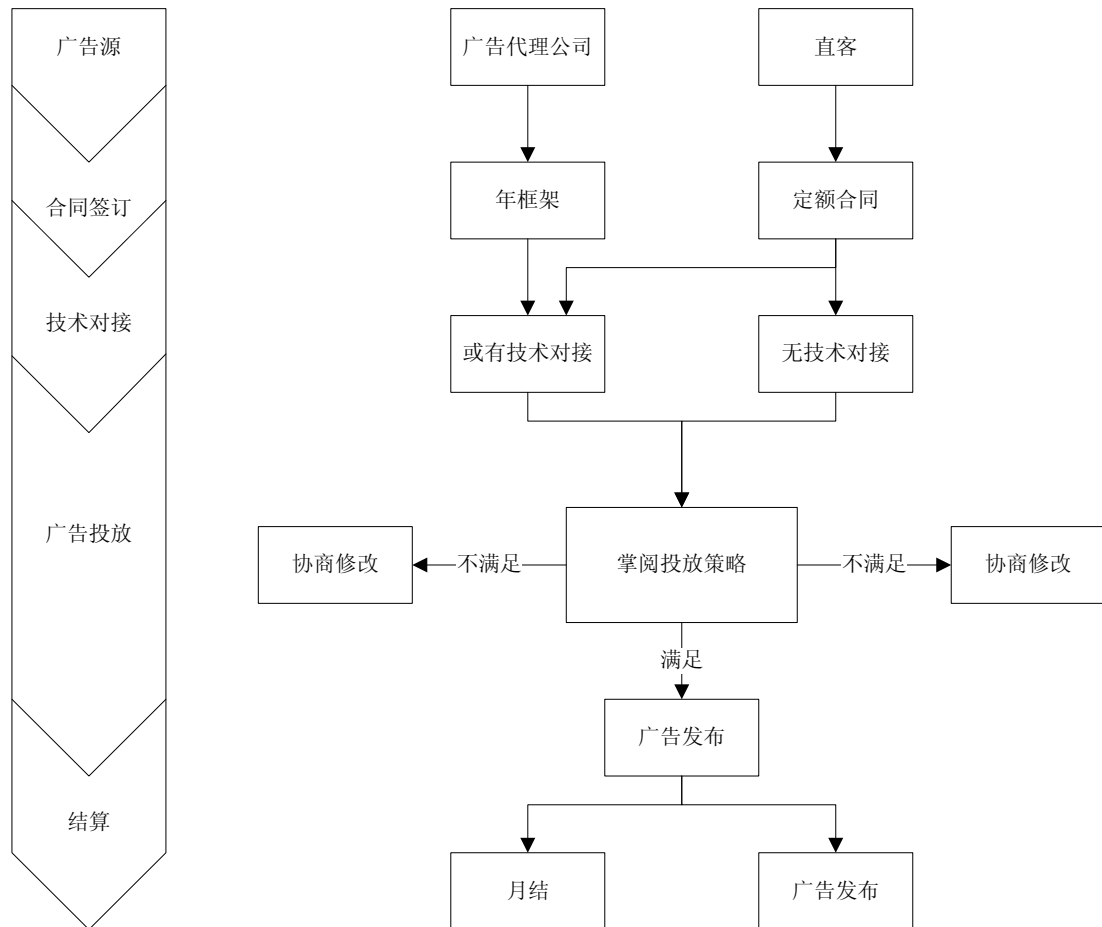 广告源
广告代理公司
直客
合同签订
年框架
定额合同
技术对接
或有技术对接
无技术对接
广告投放
协商修改
不满足
掌阅投放策略
不满足
协商修改
满足
广告发布
结算
月结
广告发布